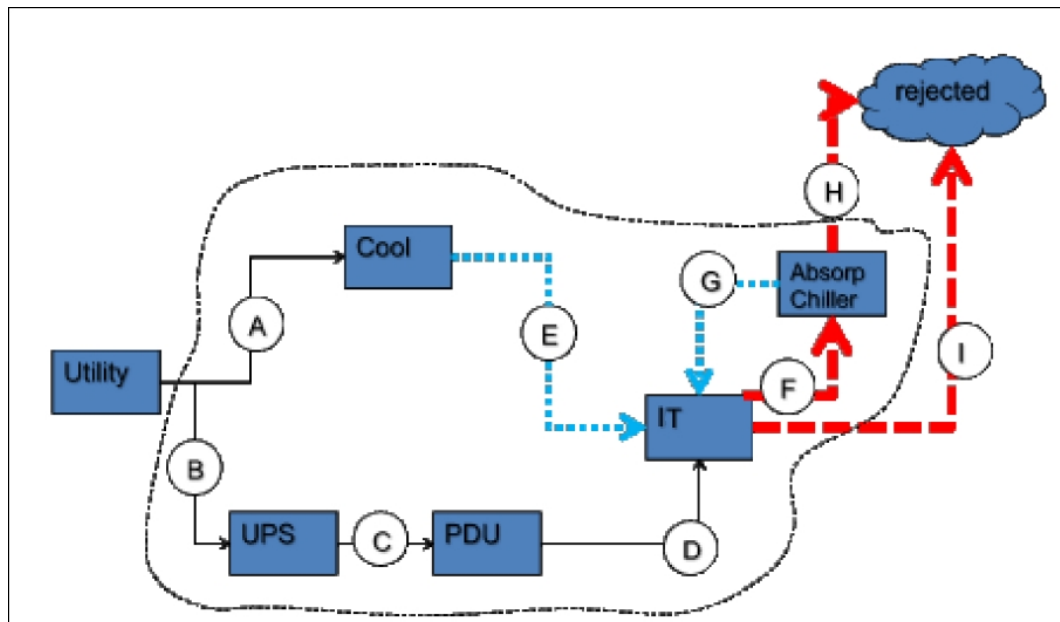 rejected
H
Cool
G
Absorp
Chiller
A
E
I
Utility
F
IT
B
UPS
C
PDU
D